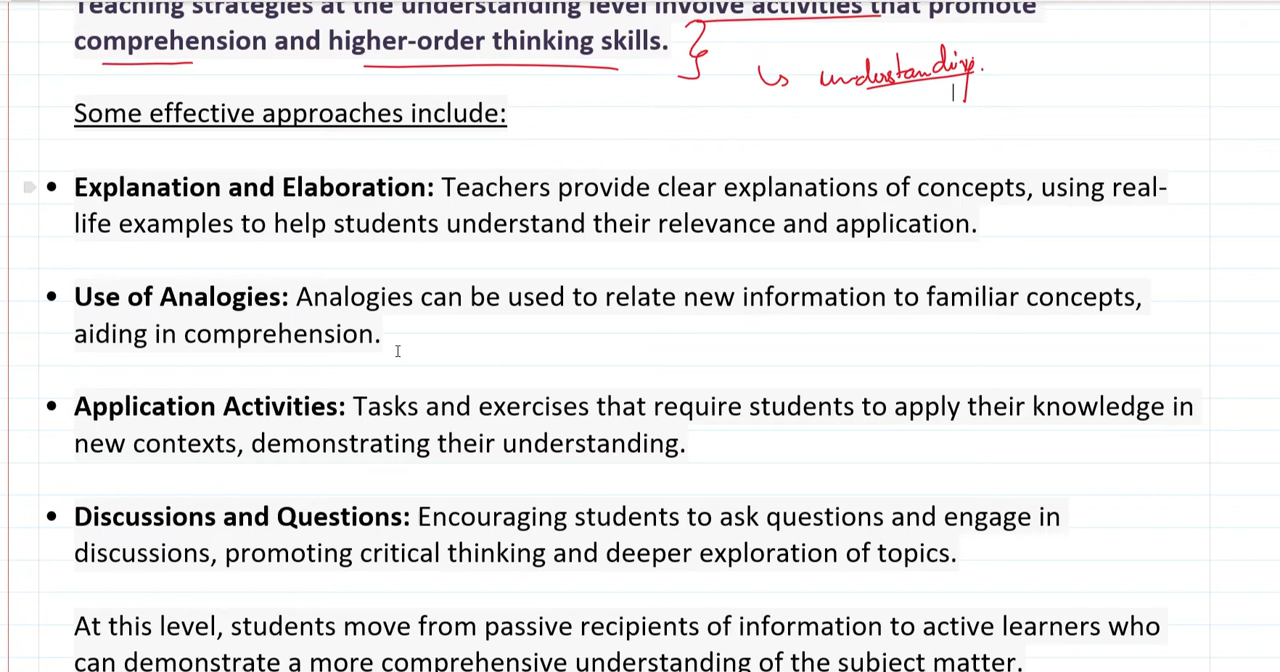 Teaching strategies at the understanding level involve activities that promote
comprehension and higher-order thinking skills.
↳ understanding.
Some effective approaches include:
• Explanation and Elaboration: Teachers provide clear explanations of concepts, using real-
life examples to help students understand their relevance and application.
• Use of Analogies: Analogies can be used to relate new information to familiar concepts,
aiding in comprehension.
• Application Activities: Tasks and exercises that require students to apply their knowledge in
new contexts, demonstrating their understanding.
• Discussions and Questions: Encouraging students to ask questions and engage in
discussions, promoting critical thinking and deeper exploration of topics.
At this level, students move from passive recipients of information to active learners who
can demonstrate a more comprehensive understanding of the subject matter.